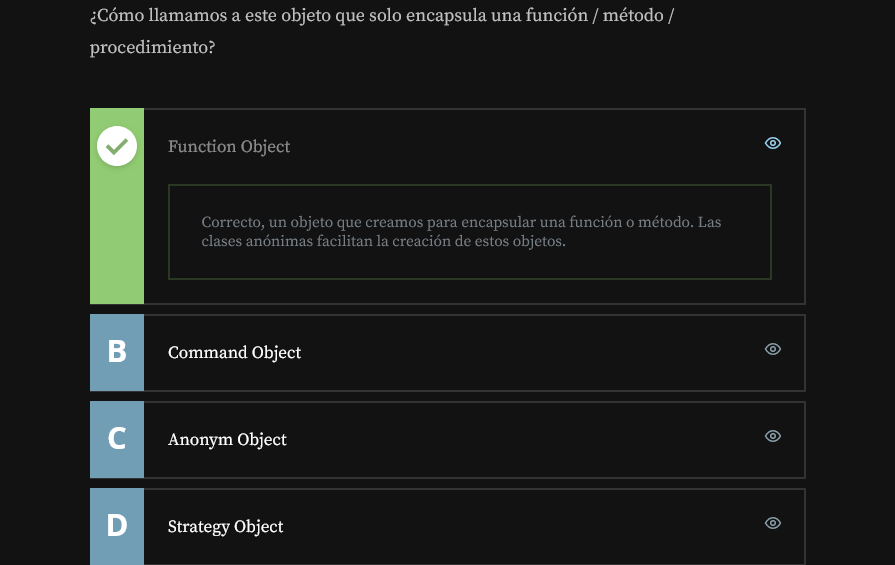 ¿Cómo llamamos a este objeto que solo encapsula una función / método /
procedimiento?
Function Object
Correcto, un objeto que creamos para encapsular una función o método. Las
clases anónimas facilitan la creación de estos objetos.
B
Command Object
C
Anonym Object
D
Strategy Object